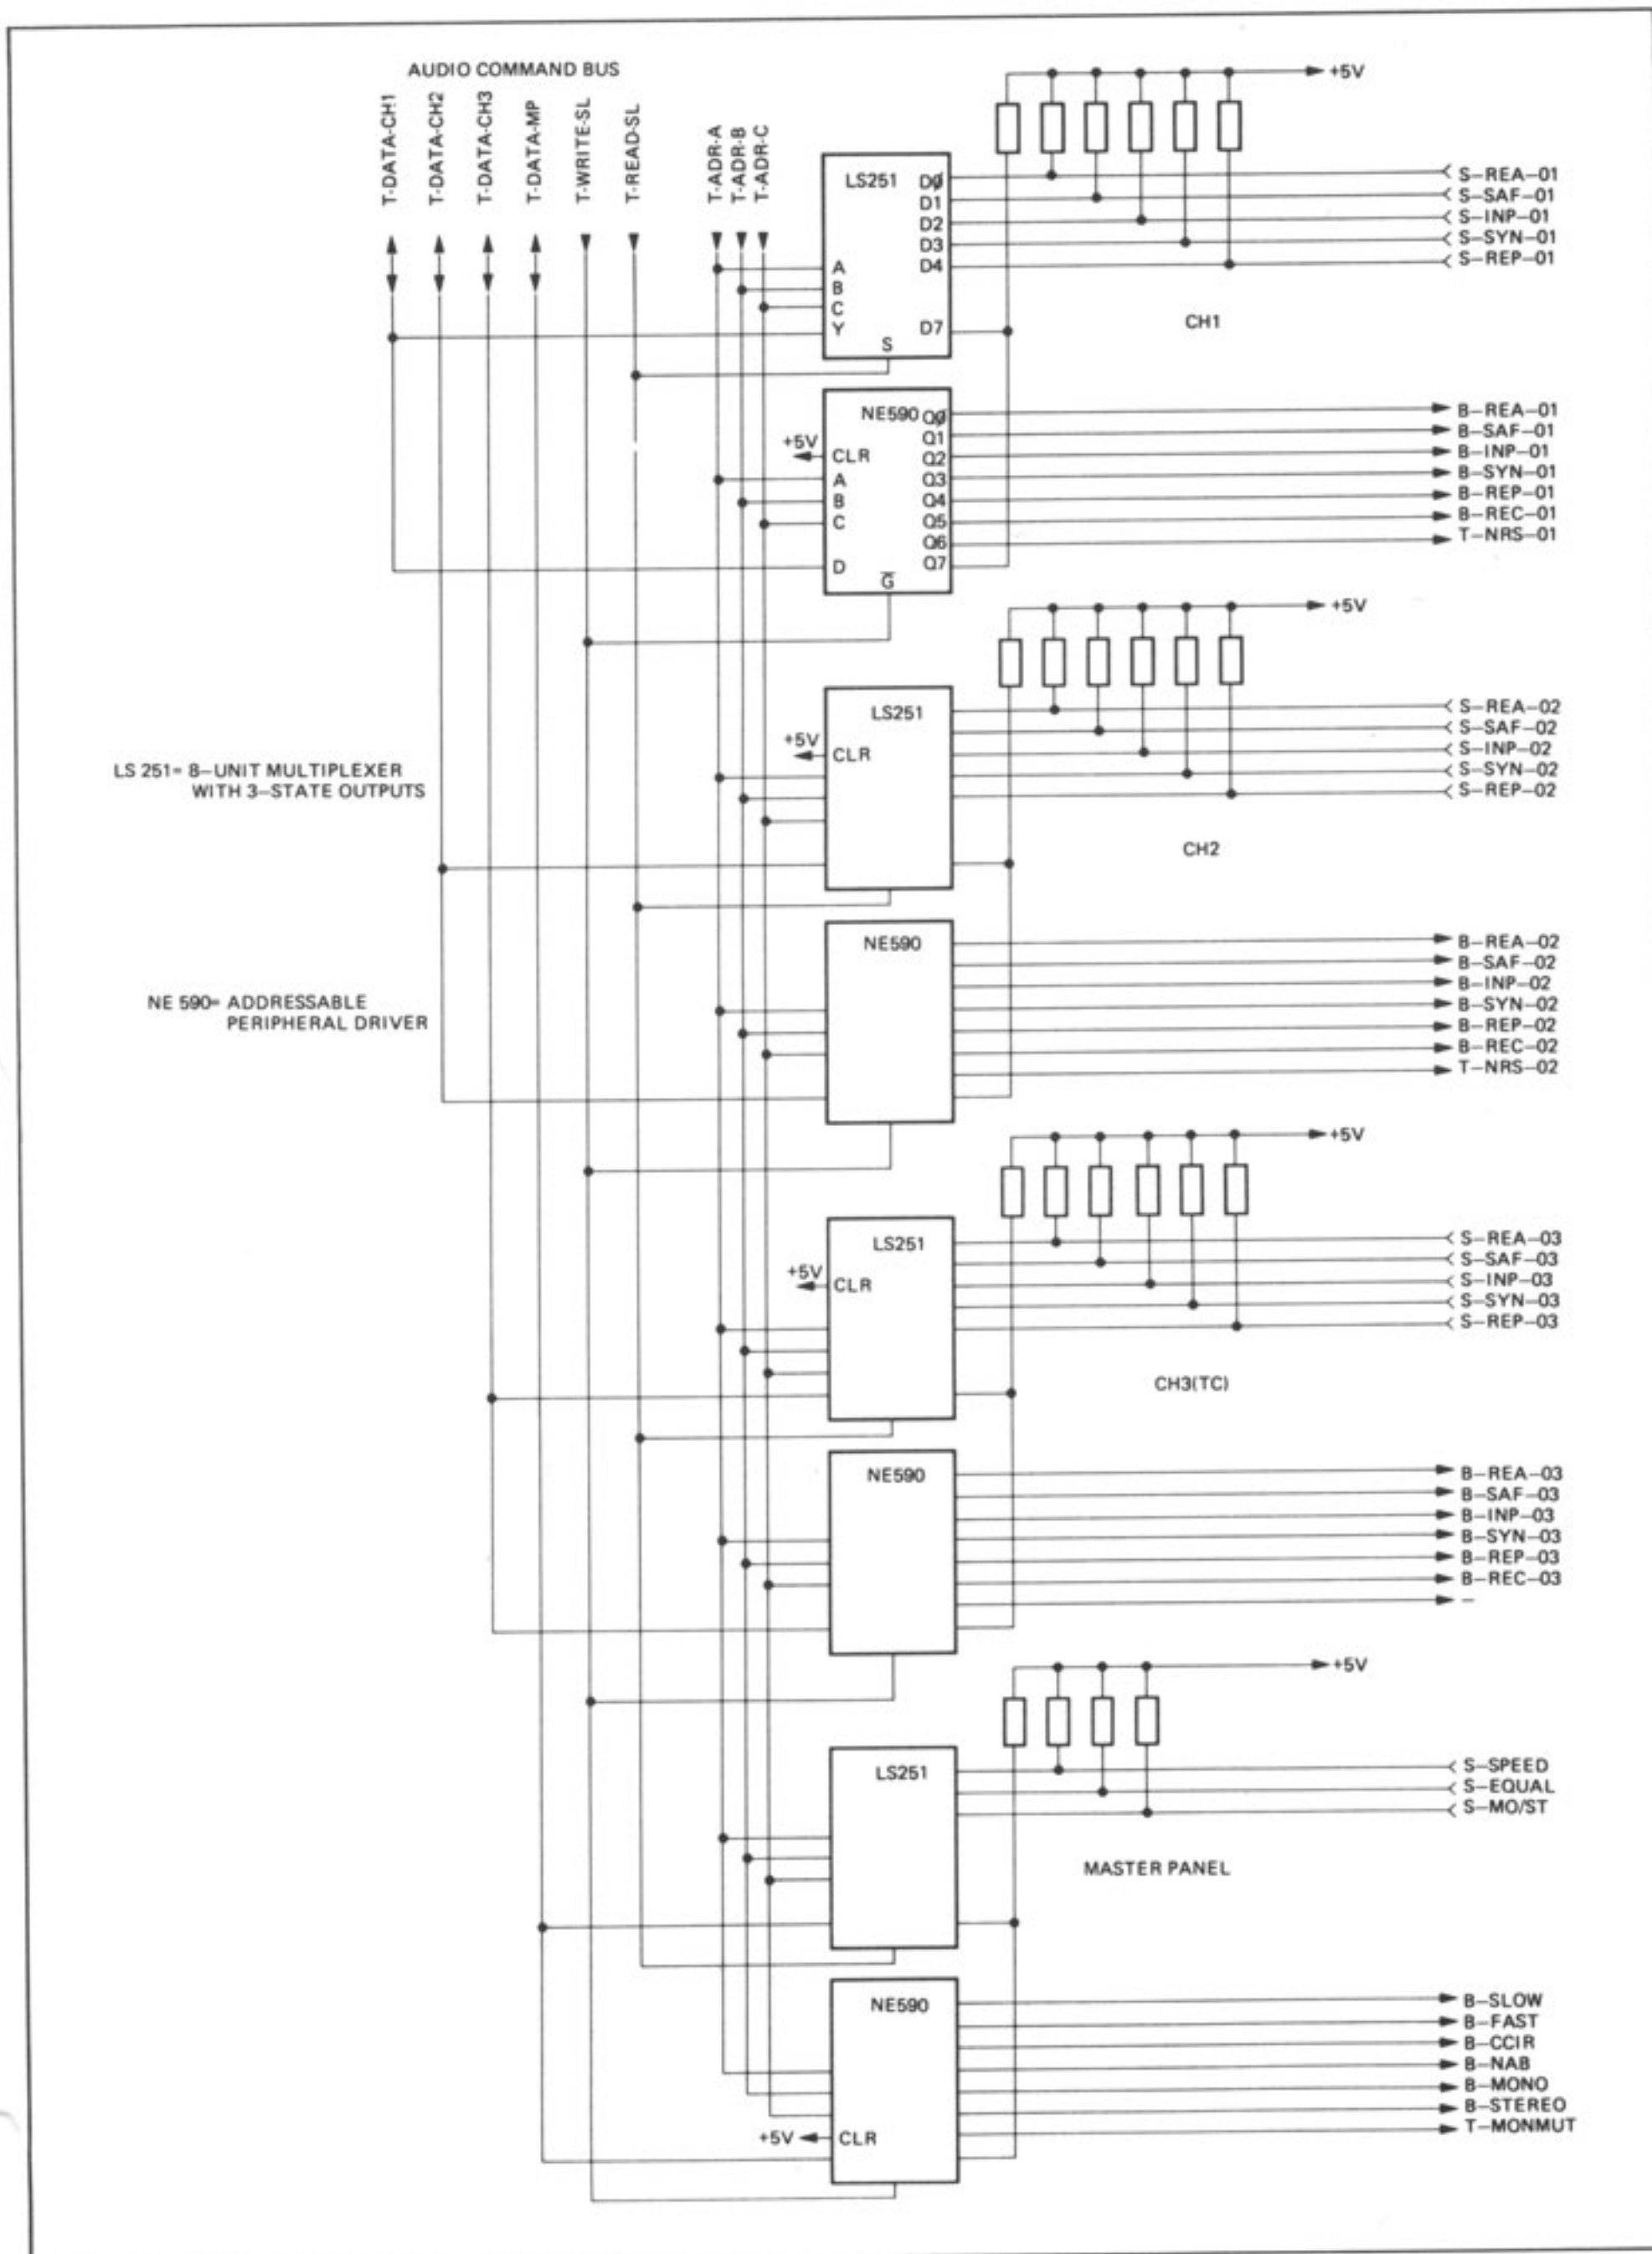 AUDIO COMMAND BUS
T-DATA-CH1
T-DATA-CH2
T-DATA-CH3
T-DATA-MP
T-WRITE-SL
T-READ-SL
T-ADR-A
T-ADR-B
T-ADR-C
+5V
LS251
D0
D1
D2
D3
D4
D7
A
B
C
Y
S
S-REA-01
S-SAF-01
S-INP-01
S-SYN-01
S-REP-01
CH1
NE590
Q0
Q1
Q2
Q3
Q4
Q5
Q6
Q7
+5V
CLR
A
B
C
D
G̅
B-REA-01
B-SAF-01
B-INP-01
B-SYN-01
B-REP-01
B-REC-01
T-NRS-01
+5V
LS251
+5V
CLR
S-REA-02
S-SAF-02
S-INP-02
S-SYN-02
S-REP-02
LS 251= 8-UNIT MULTIPLEXER
WITH 3-STATE OUTPUTS
CH2
NE590
B-REA-02
B-SAF-02
B-INP-02
B-SYN-02
B-REP-02
B-REC-02
T-NRS-02
NE 590= ADDRESSABLE
PERIPHERAL DRIVER
+5V
LS251
+5V
CLR
S-REA-03
S-SAF-03
S-INP-03
S-SYN-03
S-REP-03
CH3(TC)
NE590
B-REA-03
B-SAF-03
B-INP-03
B-SYN-03
B-REP-03
B-REC-03
-
+5V
LS251
S-SPEED
S-EQUAL
S-MO/ST
MASTER PANEL
NE590
B-SLOW
B-FAST
B-CCIR
B-NAB
B-MONO
B-STEREO
T-MONMUT
+5V
CLR